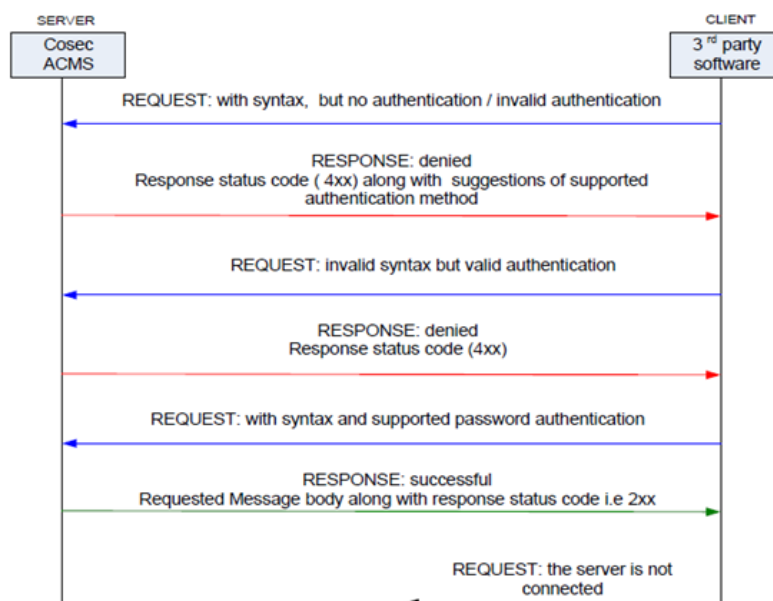 SERVER
CLIENT
Cosec
ACMS
3 rd party
software
REQUEST: with syntax, but no authentication / invalid authentication
RESPONSE: denied
Response status code ( 4xx) along with suggestions of supported
authentication method
REQUEST: invalid syntax but valid authentication
RESPONSE: denied
Response status code (4xx)
REQUEST: with syntax and supported password authentication
RESPONSE: successful
Requested Message body along with response status code i.e 2xx
REQUEST: the server is not
connected